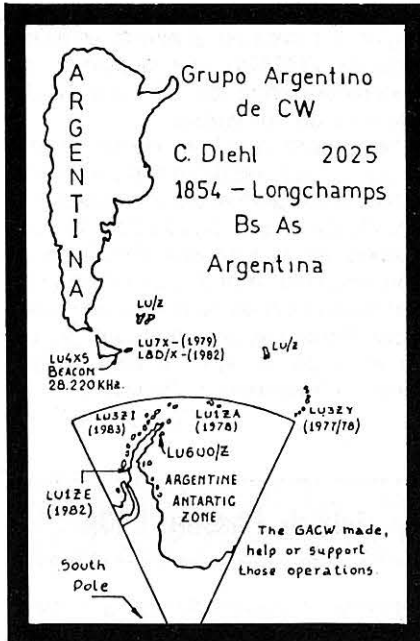 ARGENTINA
Grupo Argentino
de CW
C. Diehl 2025
1854 - Longchamps
Bs As
Argentina
LU/Z
LU4XS
BEACON
28.220 KHz.
LU7X-(1979)
L8D/X-(1982)
LU/Z
LU3ZI
(1983)
LU1ZA
(1978)
LU3ZY
(1977/78)
LU6UO/Z
LU1ZE
(1982)
ARGENTINE
ANTARTIC
ZONE
The GACW made,
help or support
those operations.
South
Pole